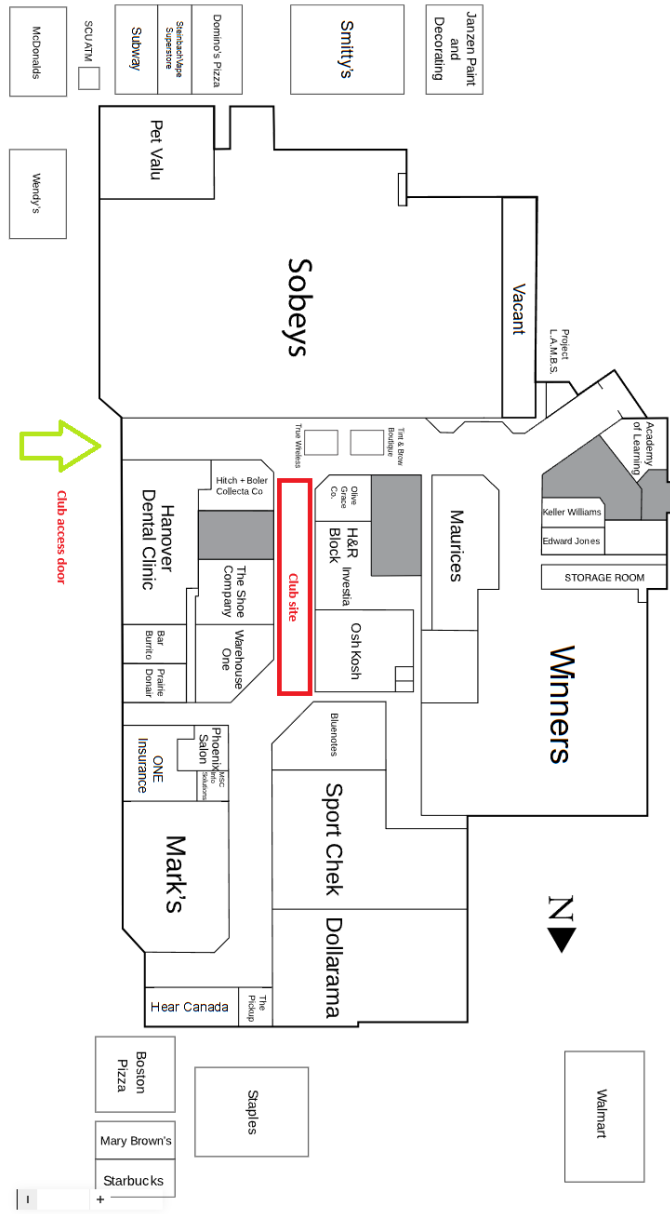 McDonalds
SCU ATM
Subway
SteinbachVape
Superstore
Domino's Pizza
Smitty's
Janzen Paint
and
Decorating
Wendy's
Pet Valu
Sobeys
Vacant
Project
L.A.M.B.S.
Academy
of Learning
True Wireless
Tint & Brow
Boutique
Club access door
Hitch + Boler
Collecta Co
Hanover
Dental Clinic
The Shoe
Company
Bar
Burrito
Prairie
Donair
Warehouse
One
Club site
Olive
Grace
Co.
H&R
Block
Investia
Osh Kosh
Maurices
Keller Williams
Edward Jones
STORAGE ROOM
Winners
Bluenotes
Phoenix
Salon
MSC
Info
Solutions
ONE
Insurance
Mark's
Sport Chek
Dollarama
N
Hear Canada
The
Pickup
Boston
Pizza
Staples
Walmart
Mary Brown's
Starbucks
− +